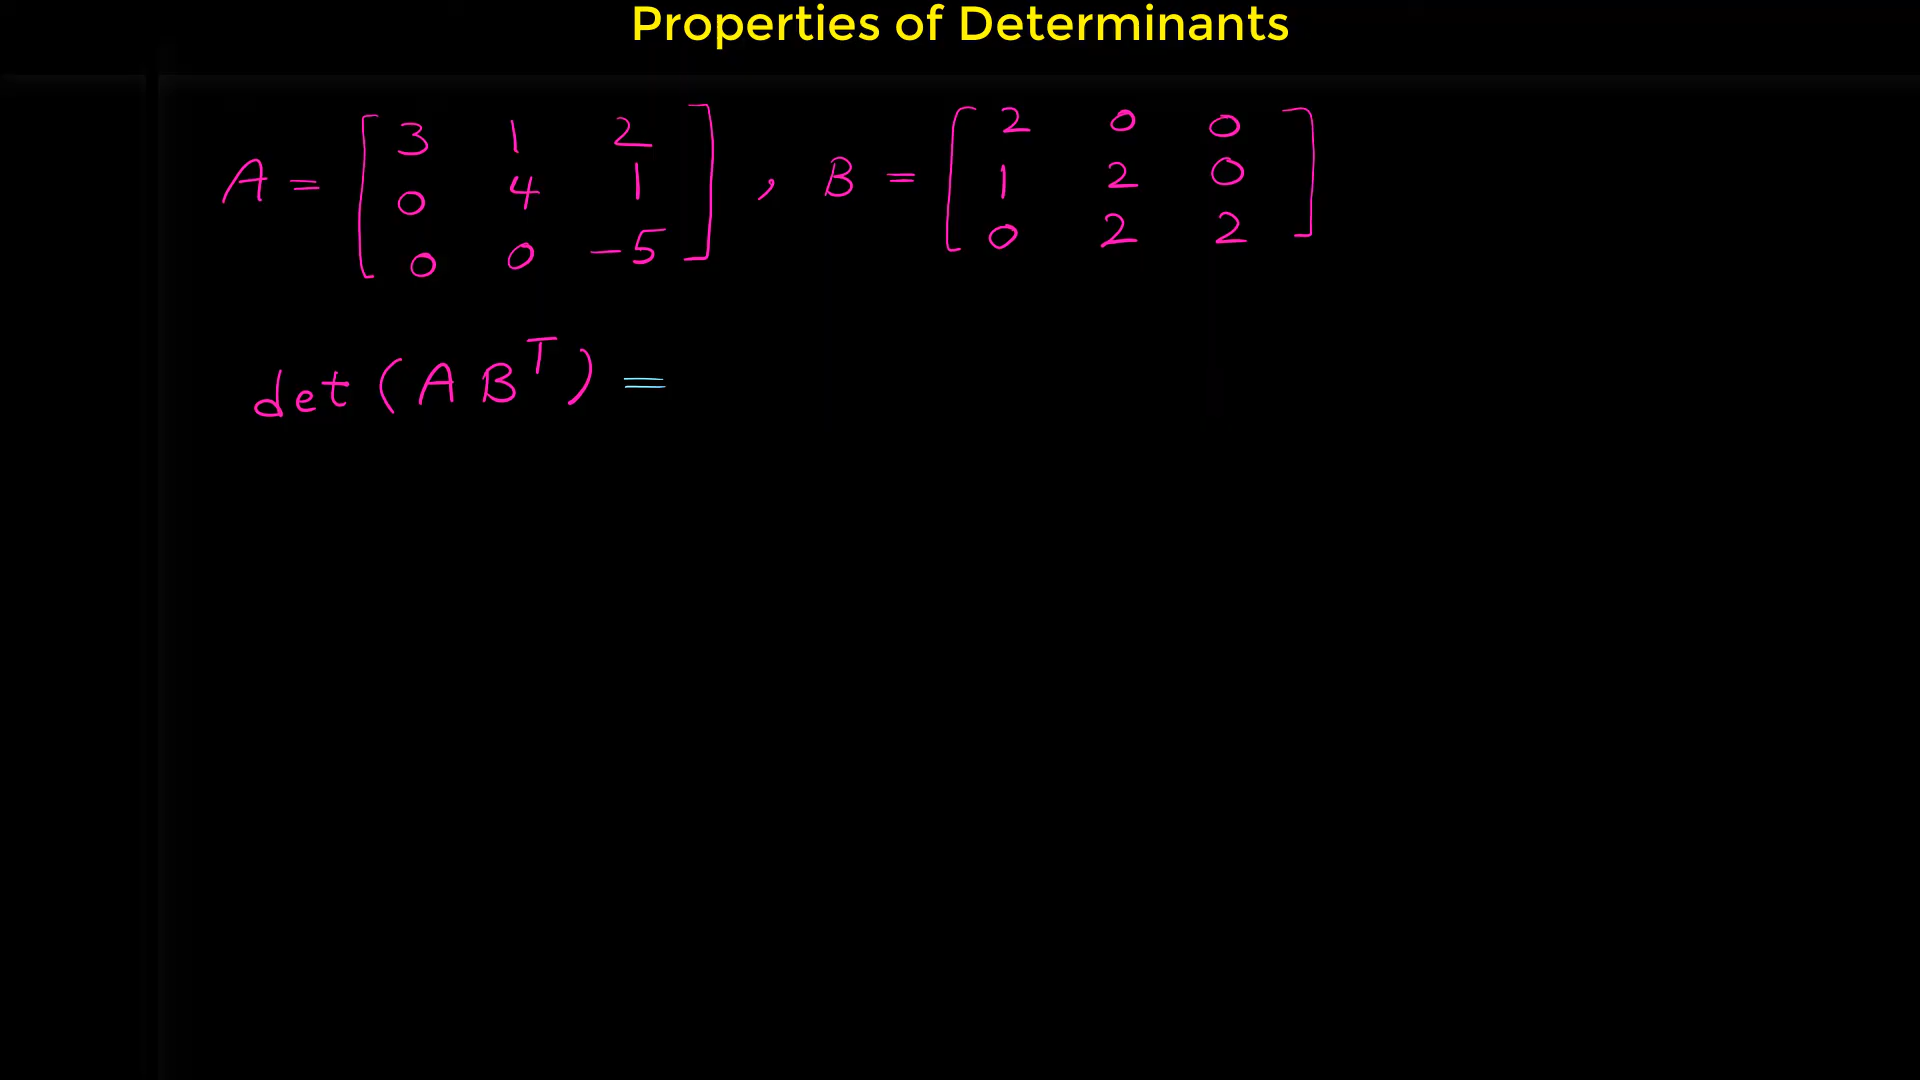 Properties of Determinants
A = [ 3 1 2 ; 0 4 1 ; 0 0 -5 ] , B = [ 2 0 0 ; 1 2 0 ; 0 2 2 ]
det (A B^T) =